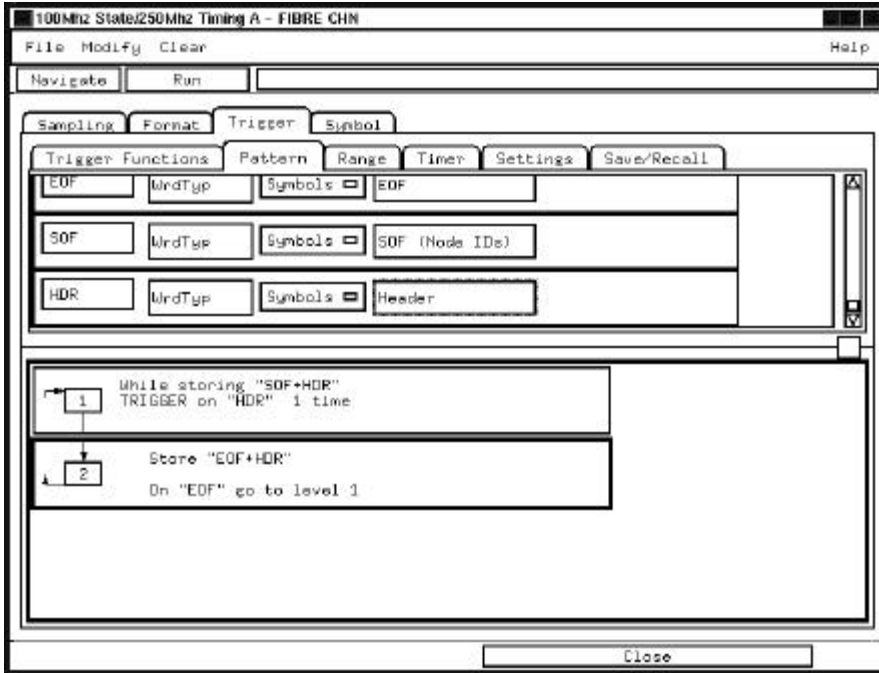 100Mhz State/250Mhz Timing A - FIBRE CHN
File Modify Clear Help
Navigate Run
Sampling Format Trigger Symbol
Trigger Functions Pattern Range Timer Settings Save/Recall
EOF WrdTyp Symbols EOF
SOF WrdTyp Symbols SOF (Node IDs)
HDR WrdTyp Symbols Header
1 While storing "SOF+HDR"
TRIGGER on "HDR" 1 time
2 Store "EOF+HDR"
On "EOF" go to level 1
Close